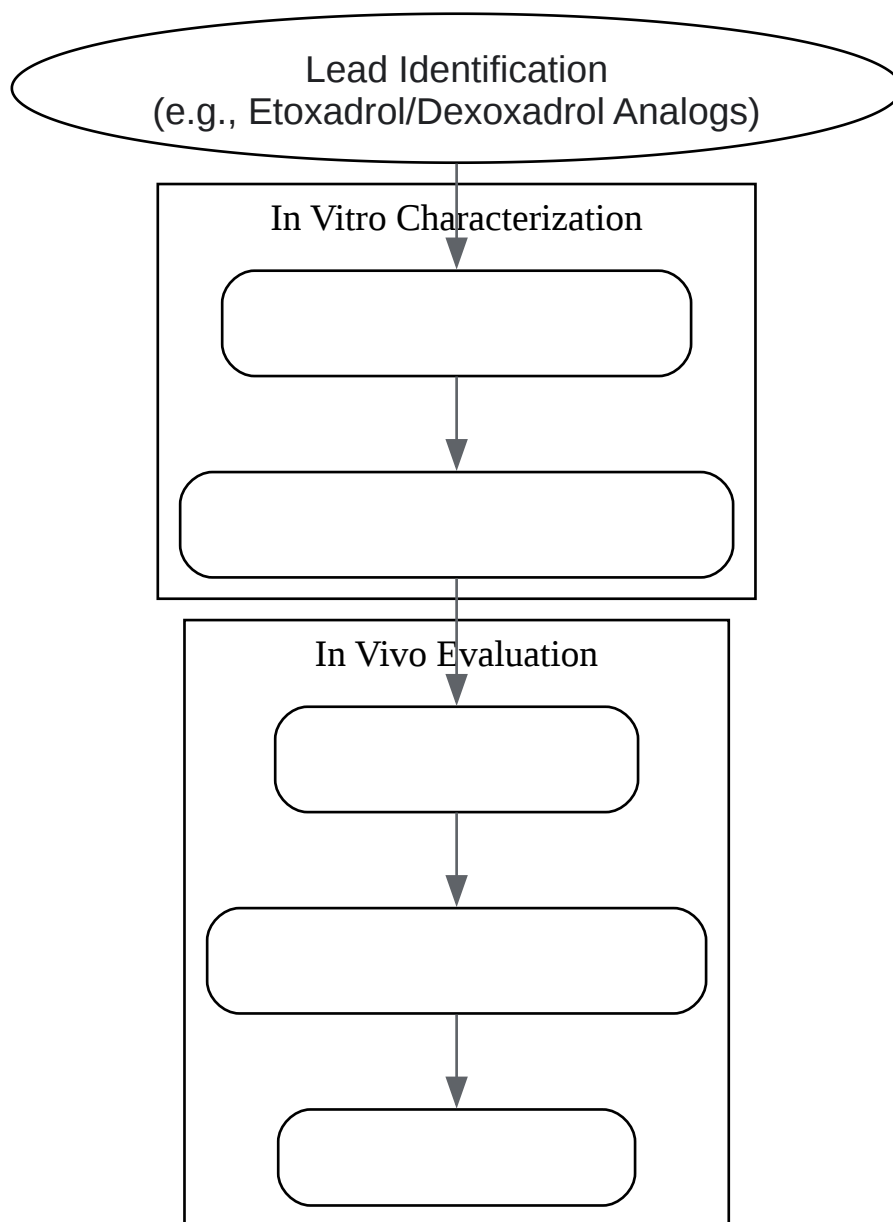 Lead Identification
(e.g., Etoxadrol/Dexoxadrol Analogs)
In Vitro Characterization
In Vivo Evaluation